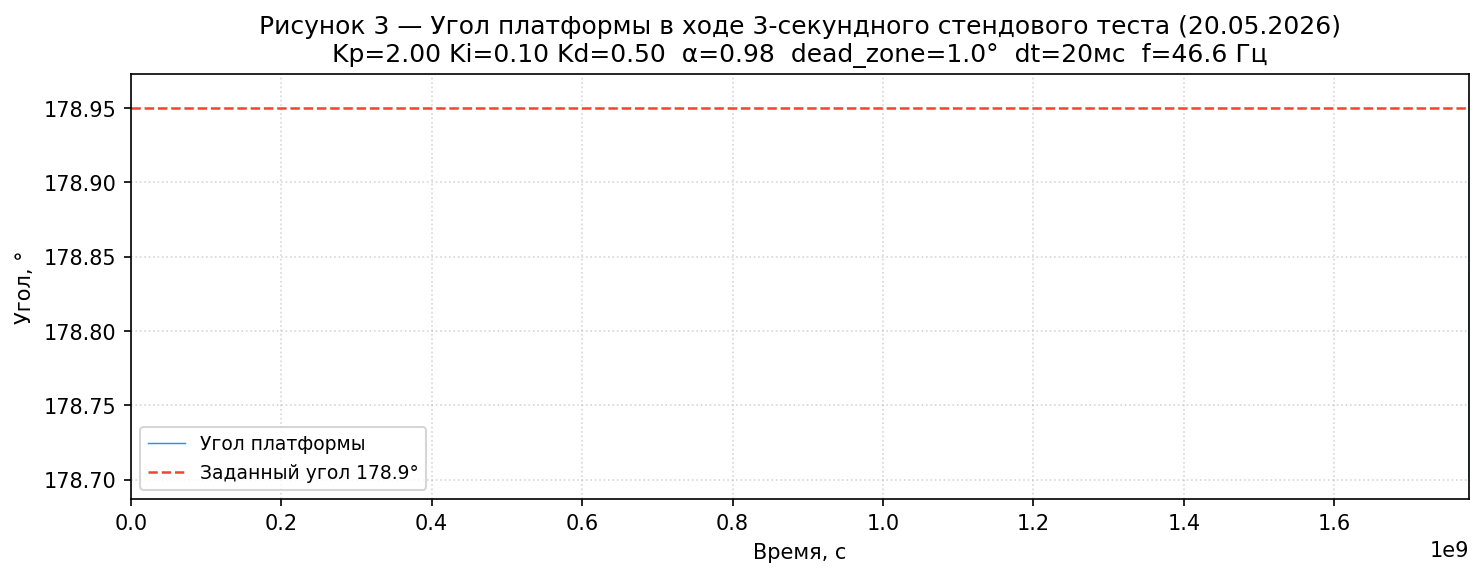 Рисунок 3 — Угол платформы в ходе 3-секундного стендового теста (20.05.2026)
Kp=2.00 Ki=0.10 Kd=0.50 α=0.98 dead_zone=1.0° dt=20мс f=46.6 Гц
Угол, °
178.95
178.90
178.85
178.80
178.75
178.70
Угол платформы
Заданный угол 178.9°
0.0 0.2 0.4 0.6 0.8 1.0 1.2 1.4 1.6
1e9
Время, с